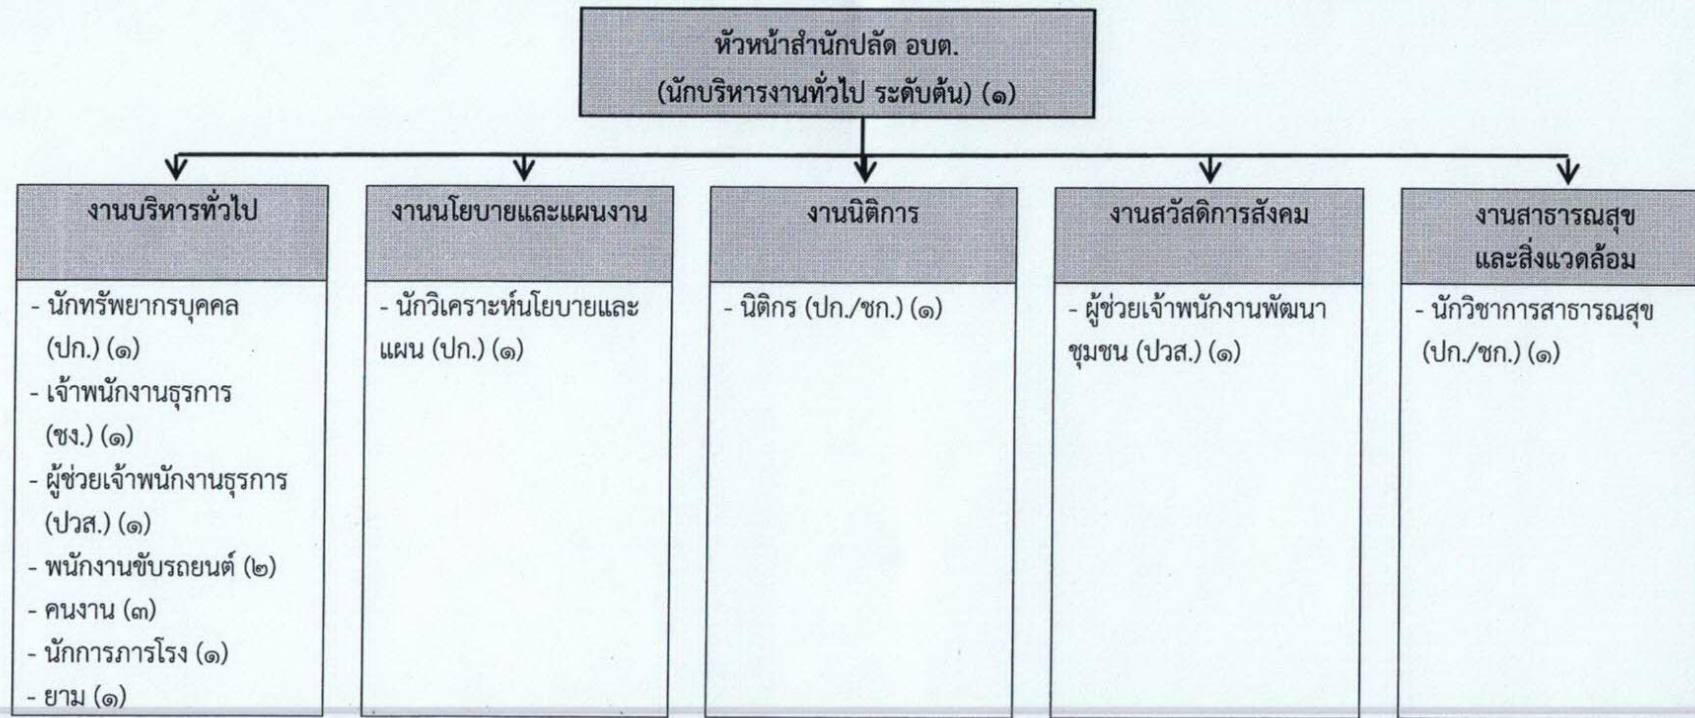 หัวหน้าสำนักปลัด อบต.
(นักบริหารงานทั่วไป ระดับต้น) (๑)
งานบริหารทั่วไป
- นักทรัพยากรบุคคล
(ปก.) (๑)
- เจ้าพนักงานธุรการ
(ชง.) (๑)
- ผู้ช่วยเจ้าพนักงานธุรการ
(ปวส.) (๑)
- พนักงานขับรถยนต์ (๒)
- คนงาน (๓)
- นักการภารโรง (๑)
- ยาม (๑)
งานนโยบายและแผนงาน
- นักวิเคราะห์นโยบายและ
แผน (ปก.) (๑)
งานนิติการ
- นิติกร (ปก./ชก.) (๑)
งานสวัสดิการสังคม
- ผู้ช่วยเจ้าพนักงานพัฒนา
ชุมชน (ปวส.) (๑)
งานสาธารณสุข
และสิ่งแวดล้อม
- นักวิชาการสาธารณสุข
(ปก./ชก.) (๑)